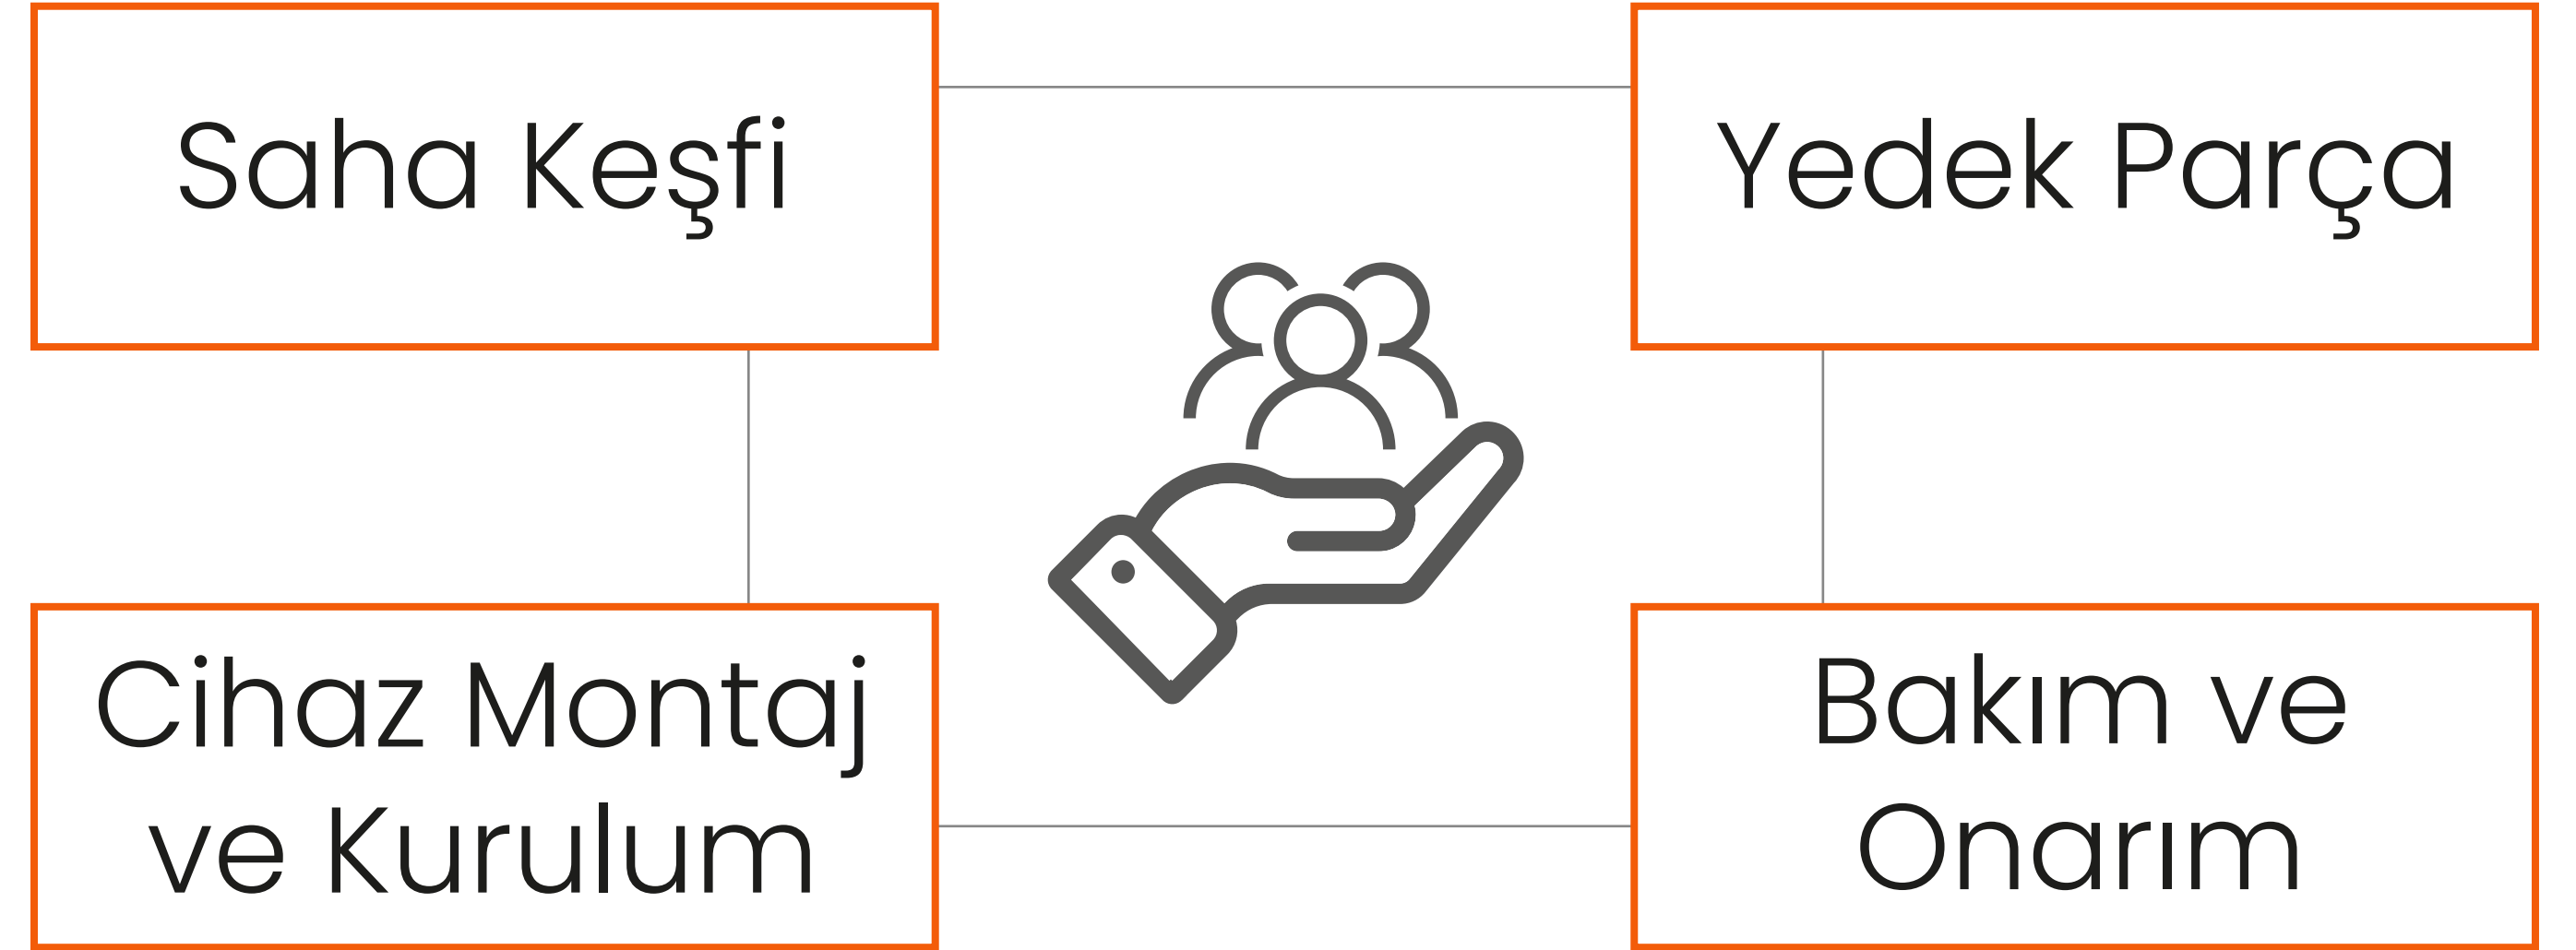 Saha Keşfi
Yedek Parça
Cihaz Montaj
ve Kurulum
Bakım ve
Onarım